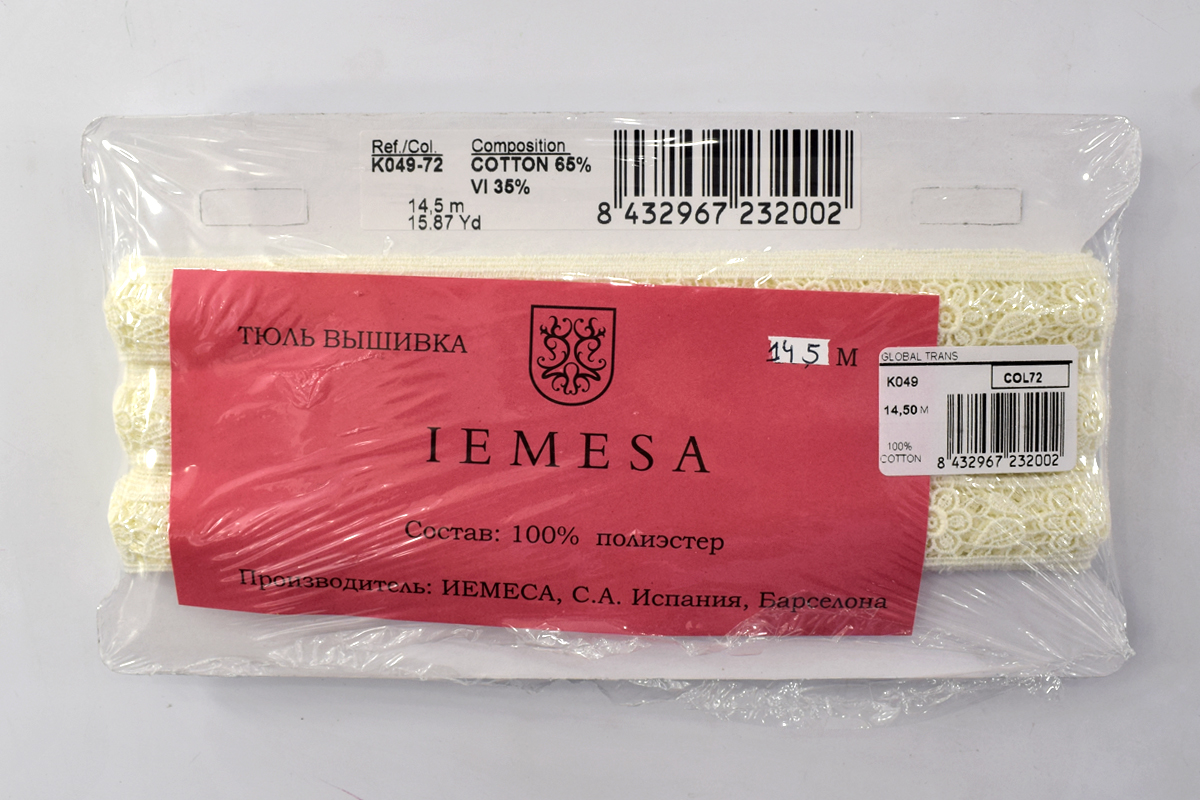 Ref./Col.
K049-72
Composition
COTTON 65%
VI 35%
14,5 m
15.87 Yd
8 432967 232002
ТЮЛЬ ВЫШИВКА
14 5 М
IEMESA
Состав: 100% полиэстер
Производитель: ИЕМЕСА, С.А. Испания, Барселона
GLOBAL TRANS
K049
COL72
14,50 M
100%
COTTON
8 432967 232002